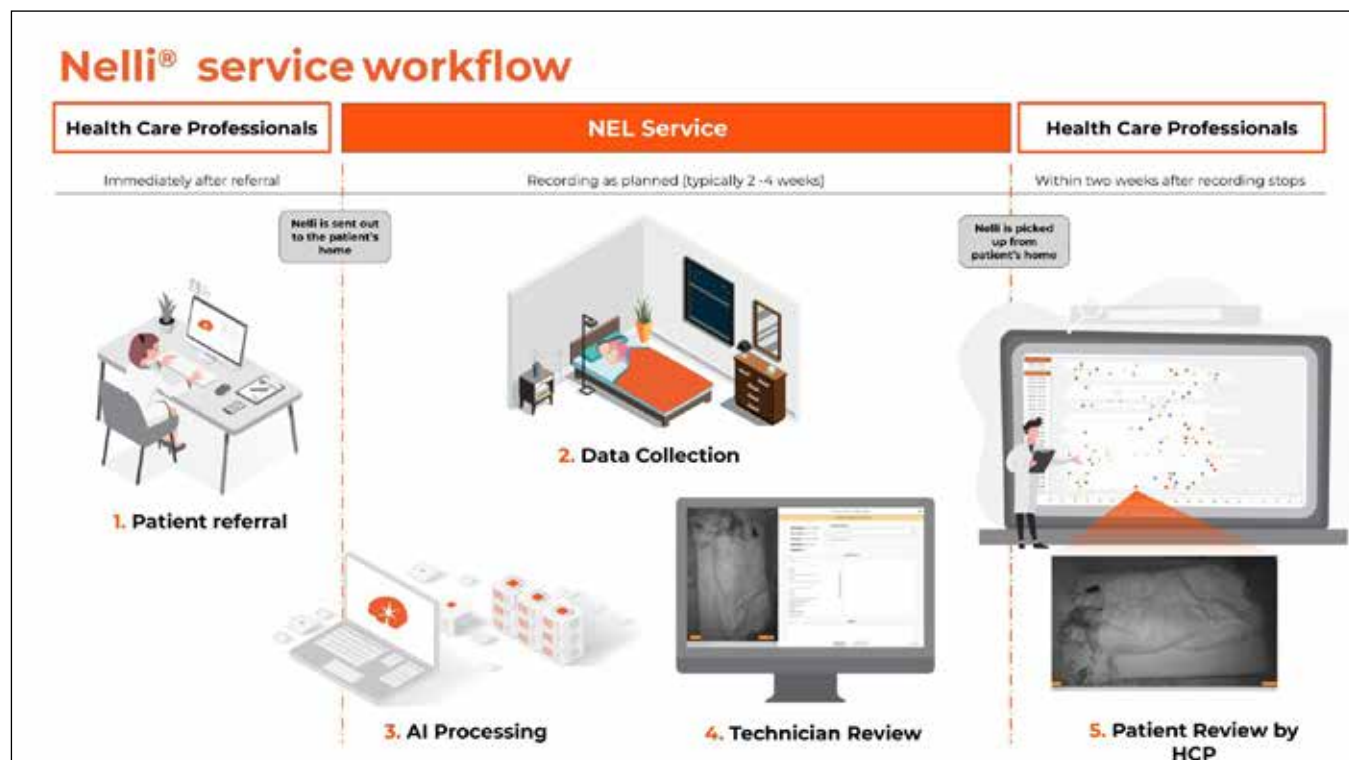 Nelli® service workflow
Health Care Professionals
NEL Service
Health Care Professionals
Immediately after referral
Recording as planned (typically 2 -4 weeks)
Within two weeks after recording stops
Nelli is sent out
to the patient's
home
Nelli is picked
up from
patient's home
1. Patient referral
2. Data Collection
3. AI Processing
4. Technician Review
5. Patient Review by
HCP